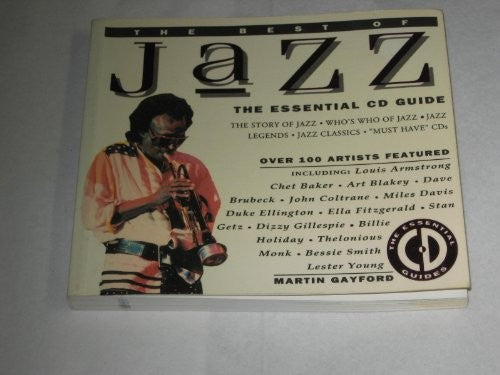 THE BEST OF
JaZZ
THE ESSENTIAL CD GUIDE
THE STORY OF JAZZ • WHO'S WHO OF JAZZ • JAZZ
LEGENDS • JAZZ CLASSICS • "MUST HAVE" CDs
OVER 100 ARTISTS FEATURED
INCLUDING: Louis Armstrong
Chet Baker • Art Blakey • Dave
Brubeck • John Coltrane • Miles Davis
Duke Ellington • Ella Fitzgerald • Stan
Getz • Dizzy Gillespie • Billie
Holiday • Thelonious
Monk • Bessie Smith
Lester Young
MARTIN GAYFORD
THE ESSENTIAL
CD
GUIDES